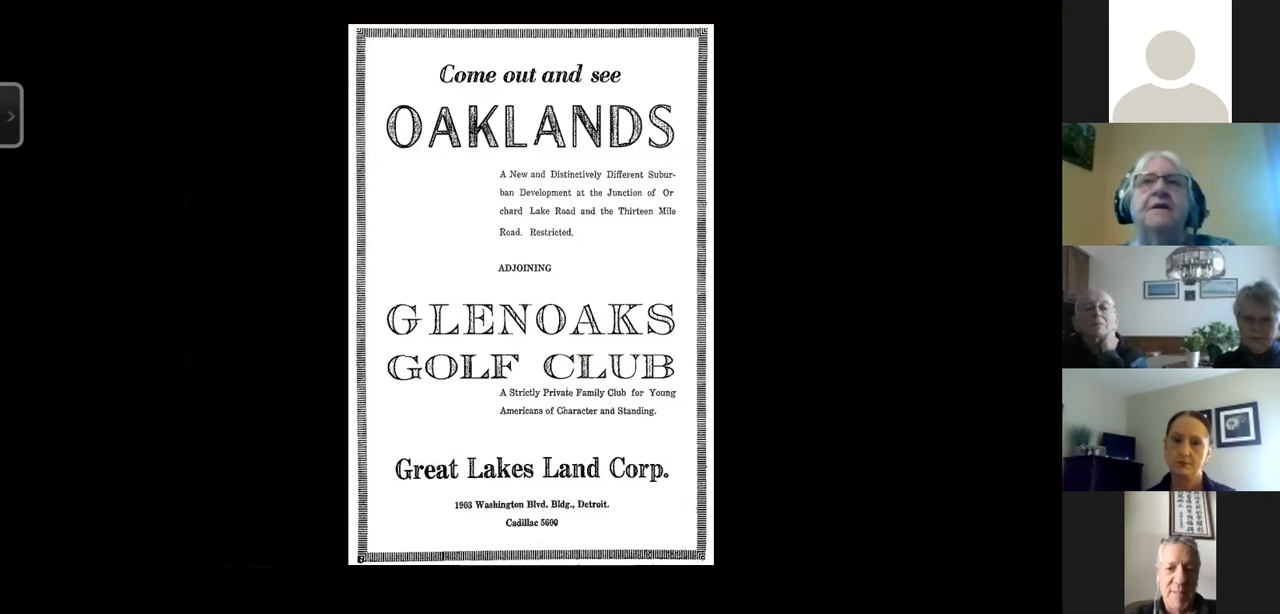 Come out and see
OAKLANDS
A New and Distinctively Different Subur-
ban Development at the Junction of Or
chard Lake Road and the Thirteen Mile
Road. Restricted.
ADJOINING
GLENOAKS
GOLF CLUB
A Strictly Private Family Club for Young
Americans of Character and Standing.
Great Lakes Land Corp.
1903 Washington Blvd. Bldg., Detroit.
Cadillac 5600